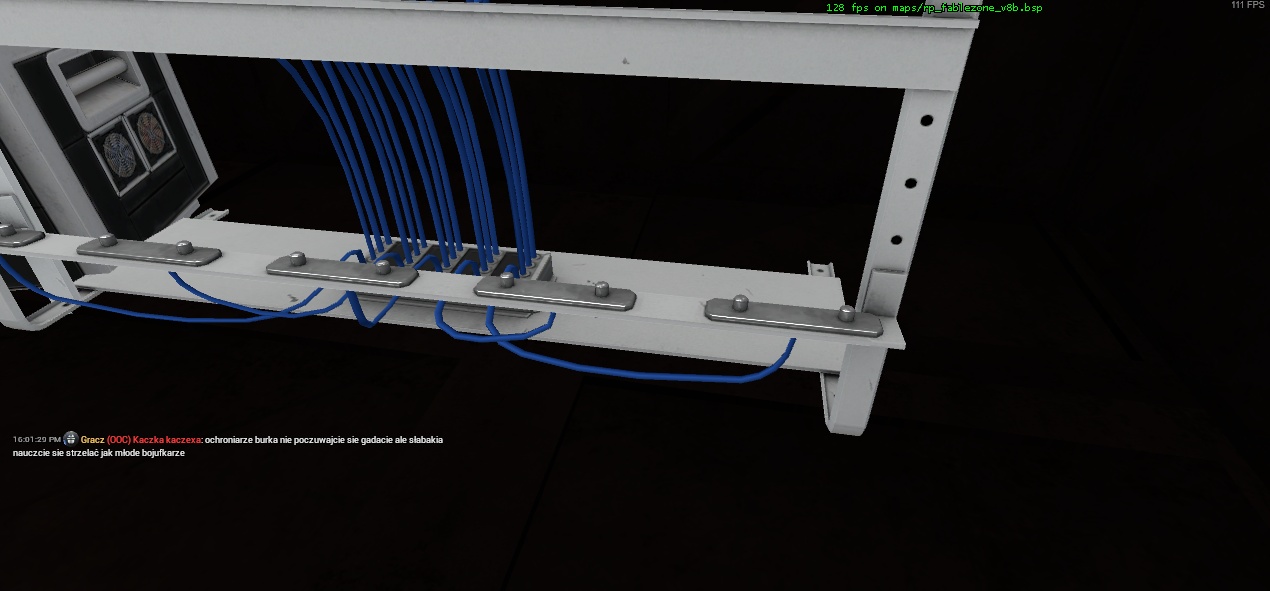 128 fps on maps/rp_fablezone_v8b.bsp
111 FPS
16:01:29 PM Gracz (OOC) Kaczka kaczexa: ochroniarze burka nie poczuwajcie sie gadacie ale słabakia
nauczcie sie strzelać jak młode bojufkarze